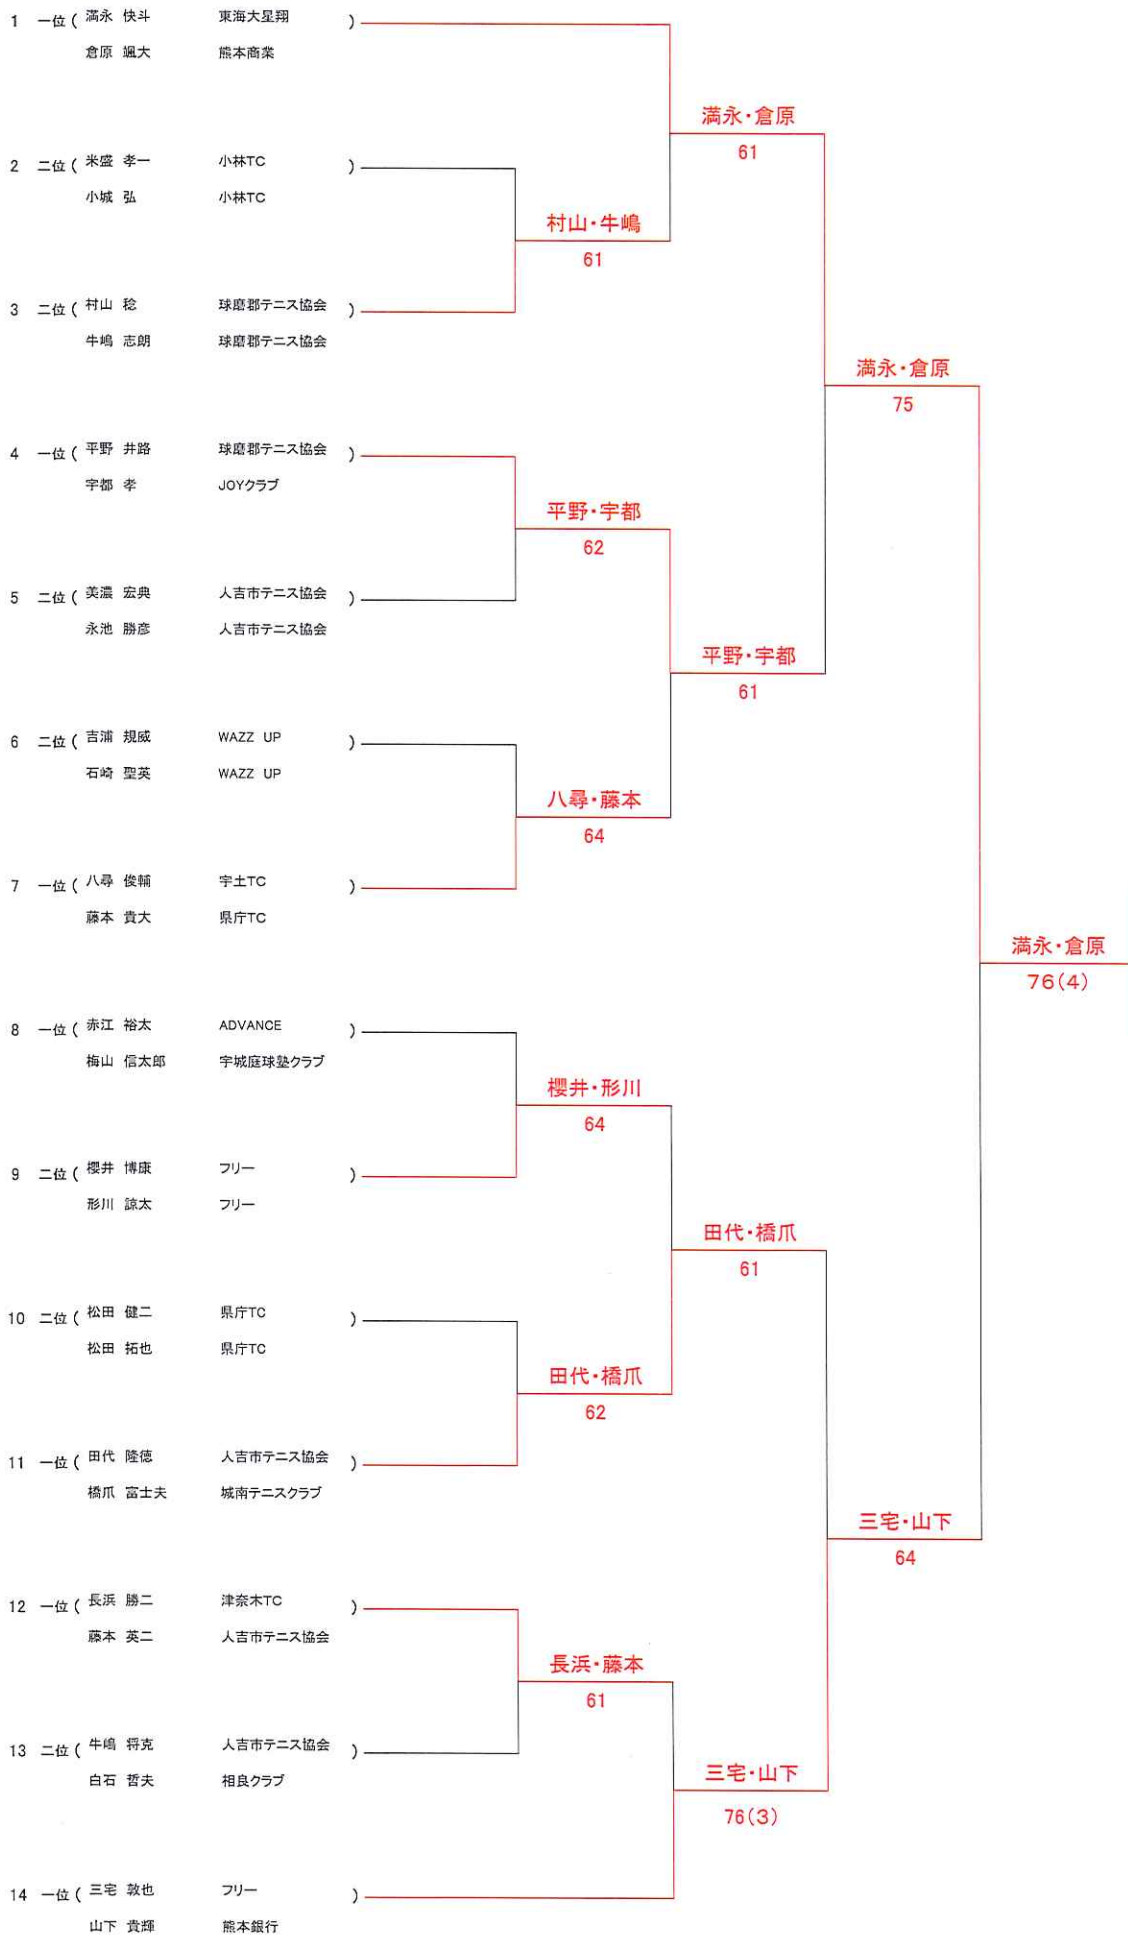 1 一位 ( 満永 快斗 東海大星翔 )
倉原 颯大 熊本商業
満永・倉原
61
2 二位 ( 米盛 孝一 小林TC )
小城 弘 小林TC
村山・牛嶋
61
3 二位 ( 村山 稔 球磨郡テニス協会 )
牛嶋 志朗 球磨郡テニス協会
満永・倉原
75
4 一位 ( 平野 井路 球磨郡テニス協会 )
宇都 孝 JOYクラブ
平野・宇都
62
5 二位 ( 美濃 宏典 人吉市テニス協会 )
永池 勝彦 人吉市テニス協会
平野・宇都
61
6 二位 ( 吉浦 規威 WAZZ UP )
石崎 聖英 WAZZ UP
八尋・藤本
64
7 一位 ( 八尋 俊輔 宇土TC )
藤本 貴大 県庁TC
満永・倉原
76(4)
8 一位 ( 赤江 裕太 ADVANCE )
梅山 信太郎 宇城庭球塾クラブ
櫻井・形川
64
9 二位 ( 櫻井 博康 フリー )
形川 諒太 フリー
田代・橋爪
61
10 二位 ( 松田 健二 県庁TC )
松田 拓也 県庁TC
田代・橋爪
62
11 一位 ( 田代 隆徳 人吉市テニス協会 )
橋爪 富士夫 城南テニスクラブ
三宅・山下
64
12 一位 ( 長浜 勝二 津奈木TC )
藤本 英二 人吉市テニス協会
長浜・藤本
61
13 二位 ( 牛嶋 将克 人吉市テニス協会 )
白石 哲夫 相良クラブ
三宅・山下
76(3)
14 一位 ( 三宅 敦也 フリー )
山下 貴輝 熊本銀行